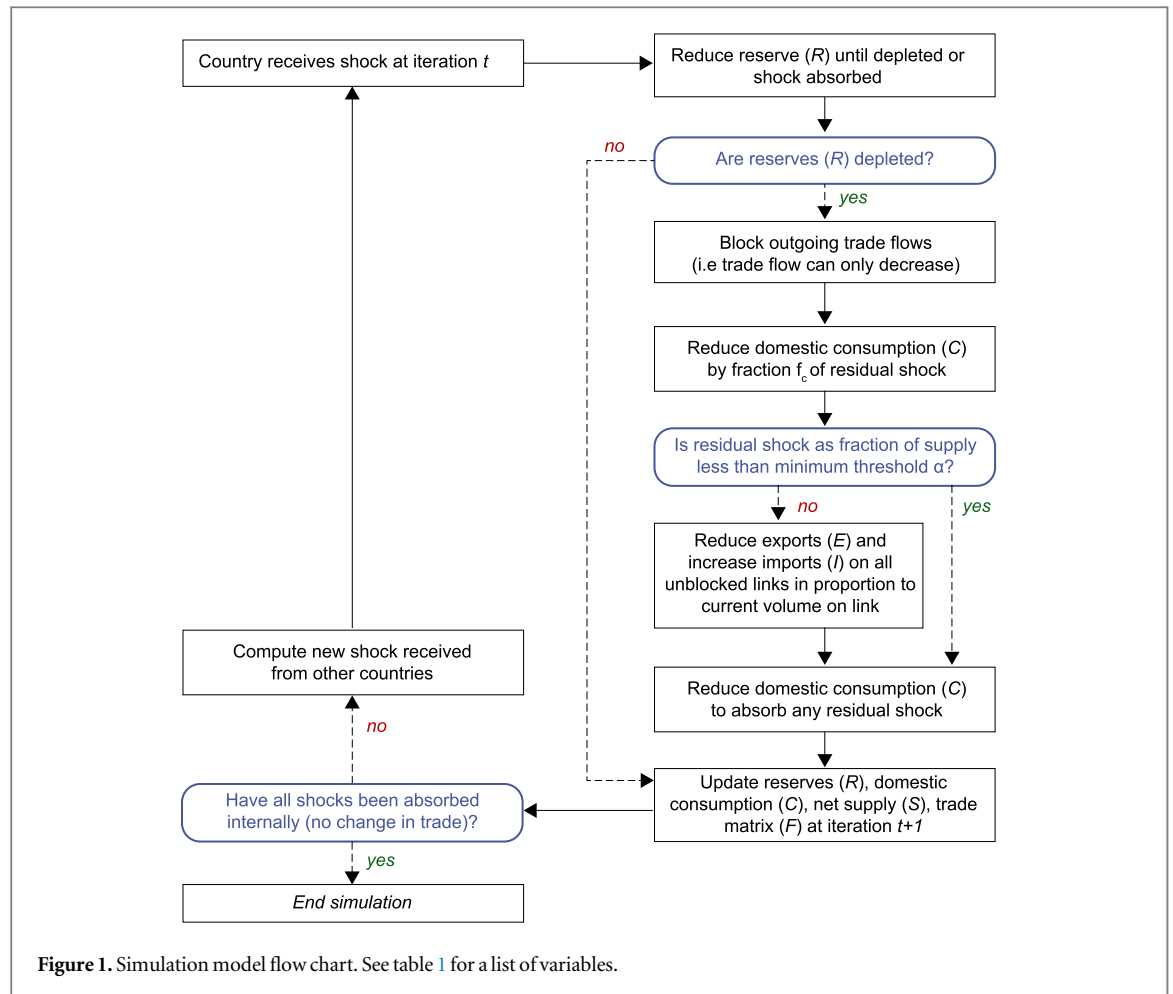 Country receives shock at iteration t
Reduce reserve (R) until depleted or
shock absorbed
no
Are reserves (R) depleted?
yes
Block outgoing trade flows
(i.e trade flow can only decrease)
Reduce domestic consumption (C)
by fraction fc of residual shock
Is residual shock as fraction of supply
less than minimum threshold α?
no
yes
Reduce exports (E) and
increase imports (I) on all
unblocked links in proportion to
current volume on link
Compute new shock received
from other countries
Reduce domestic consumption (C)
to absorb any residual shock
no
Have all shocks been absorbed
internally (no change in trade)?
Update reserves (R), domestic
consumption (C), net supply (S), trade
matrix (F) at iteration t+1
yes
End simulation
Figure 1. Simulation model flow chart. See table 1 for a list of variables.